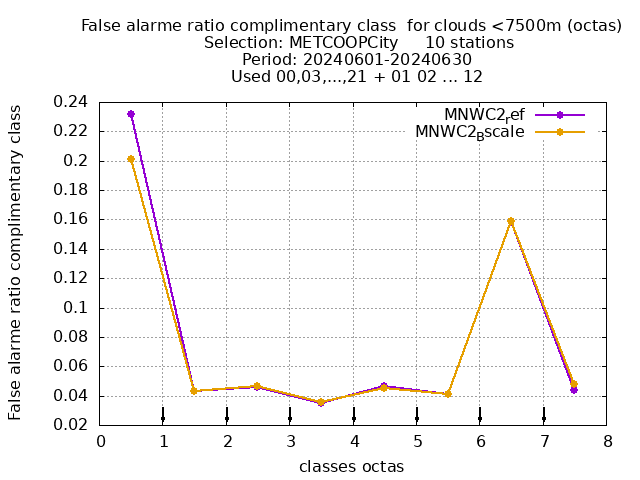 False alarme ratio complimentary class  for clouds <7500m (octas)
Selection: METCOOPCity     10 stations
Period: 20240601-20240630
Used 00,03,...,21 + 01 02 ... 12
MNWC2ref
MNWC2Bscale
False alarme ratio complimentary class
0.24
0.22
0.2
0.18
0.16
0.14
0.12
0.1
0.08
0.06
0.04
0.02
0 1 2 3 4 5 6 7 8
classes octas